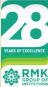 28
YEARS OF EXCELLENCE
RMK
GROUP OF
INSTITUTIONS